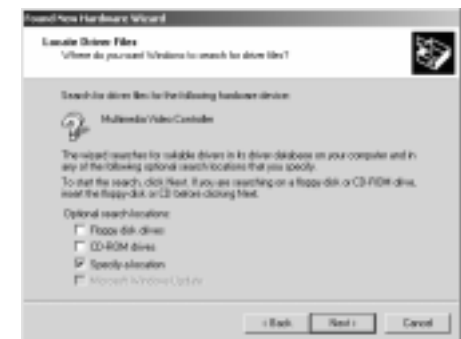 Found New Hardware Wizard
Locate Driver Files
Where do you want Windows to search for driver files?
Search for driver files for the following hardware device:
Multimedia Video Controller
The wizard searches for suitable drivers in its driver database on your computer and in
any of the following optional search locations that you specify.
To start the search, click Next. If you are searching on a floppy disk or CD-ROM drive,
insert the floppy disk or CD before clicking Next.
Optional search locations:
Floppy disk drives
CD-ROM drives
Specify a location
Microsoft Windows Update
< Back
Next >
Cancel